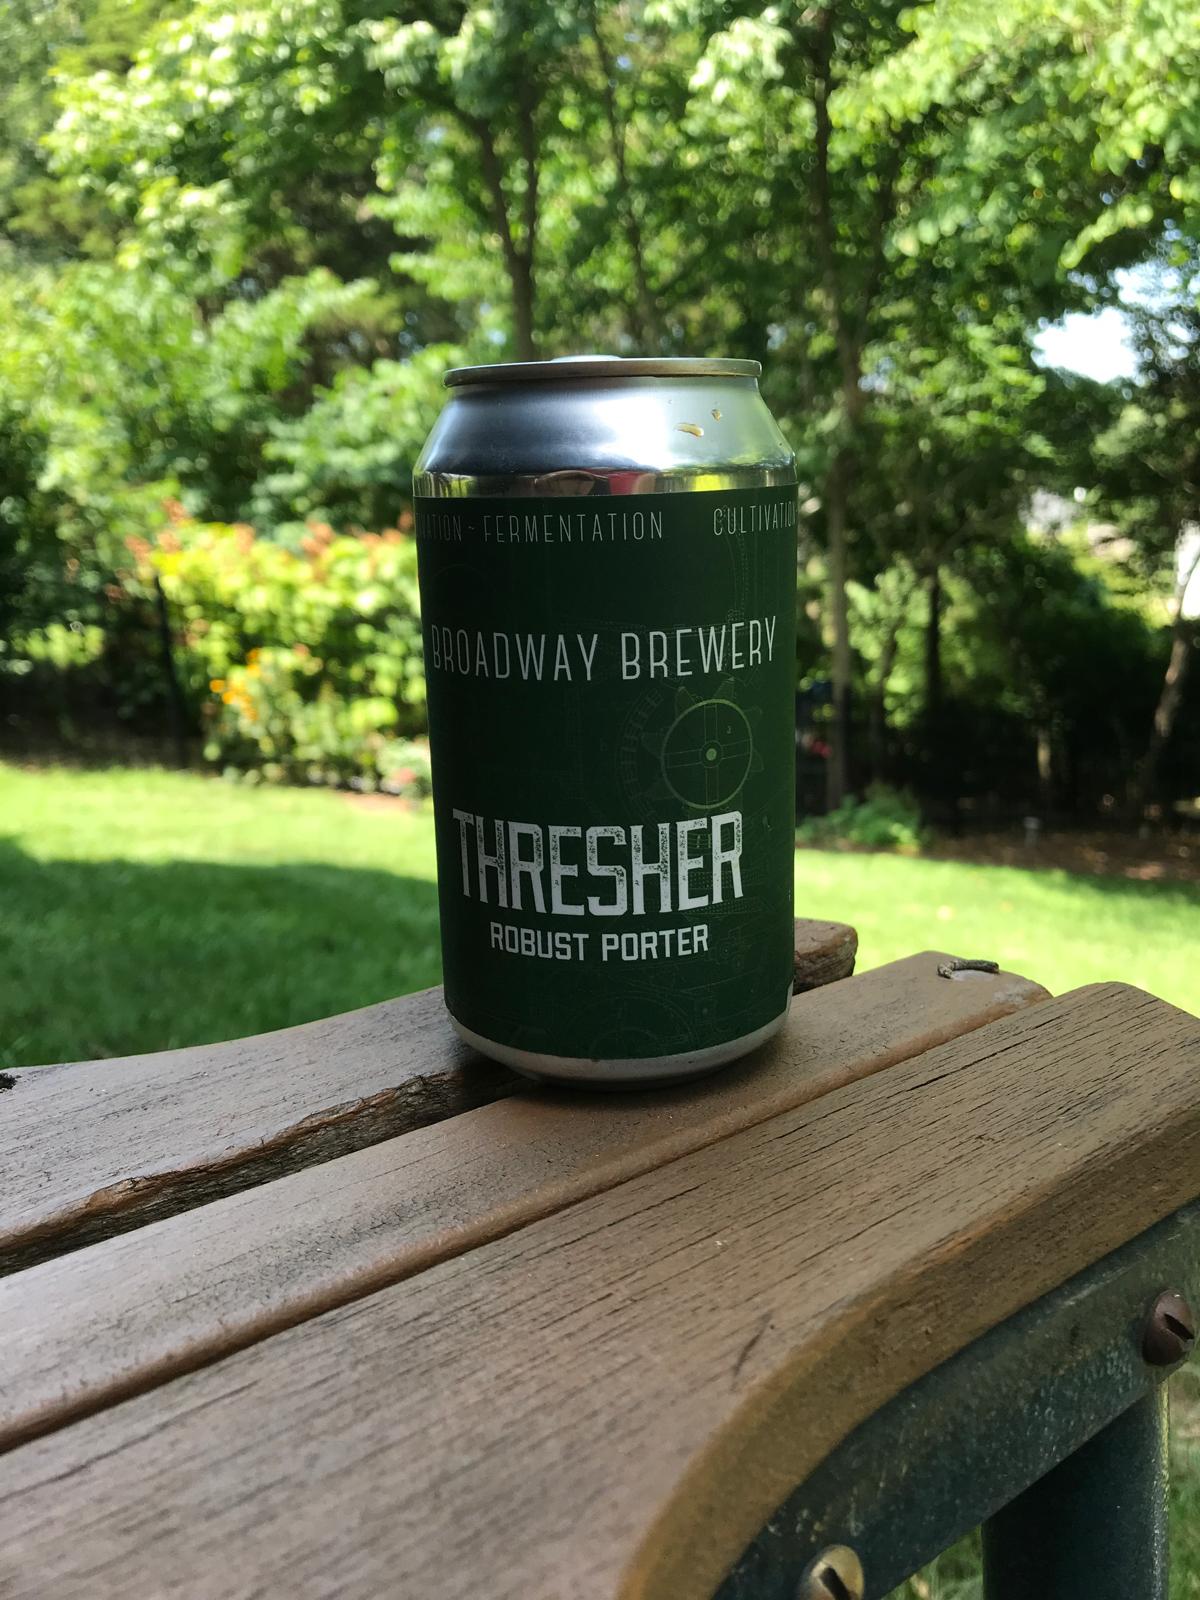 FERMENTATION CULTIVATION
BROADWAY BREWERY
THRESHER
ROBUST PORTER